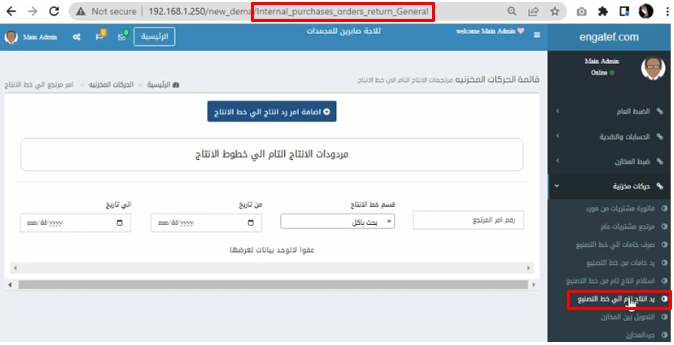 Not secure | 192.168.1.250/new_dema/Internal_purchases_orders_return_General
engatef.com
welcome Main Admin
ثلاجة صابرين للمجمدات
الرئيسية
Main Admin
Main Admin
Online
الضبط العام
الحسابات والنقدية
ضبط المخازن
حركات مخزنية
فاتورة مشتريات من مورد
مرتجع مشتريات عام
صرف خامات الي خط التصنيع
رد خامات من خط التصنيع
استلام انتاج تام من خط التصنيع
رد انتاج تام الي خط التصنيع
التحويل بين المخازن
جردالمخازن
قائمة الحركات المخزنيه مرتجعات الانتاج التام الي خط الانتاج
الرئيسية > الحركات المخزنيه > امر مرتجع الي خط الانتاج
اضافة امر رد انتاج الي خط الانتاج
مردودات الانتاج التام الي خطوط الانتاج
قسم خط الانتاج
من تاريخ
الي تاريخ
رقم امر المرتجع
بحث باكل
mm/dd/yyyy
mm/dd/yyyy
عفوا لاتوجد بيانات لعرضها